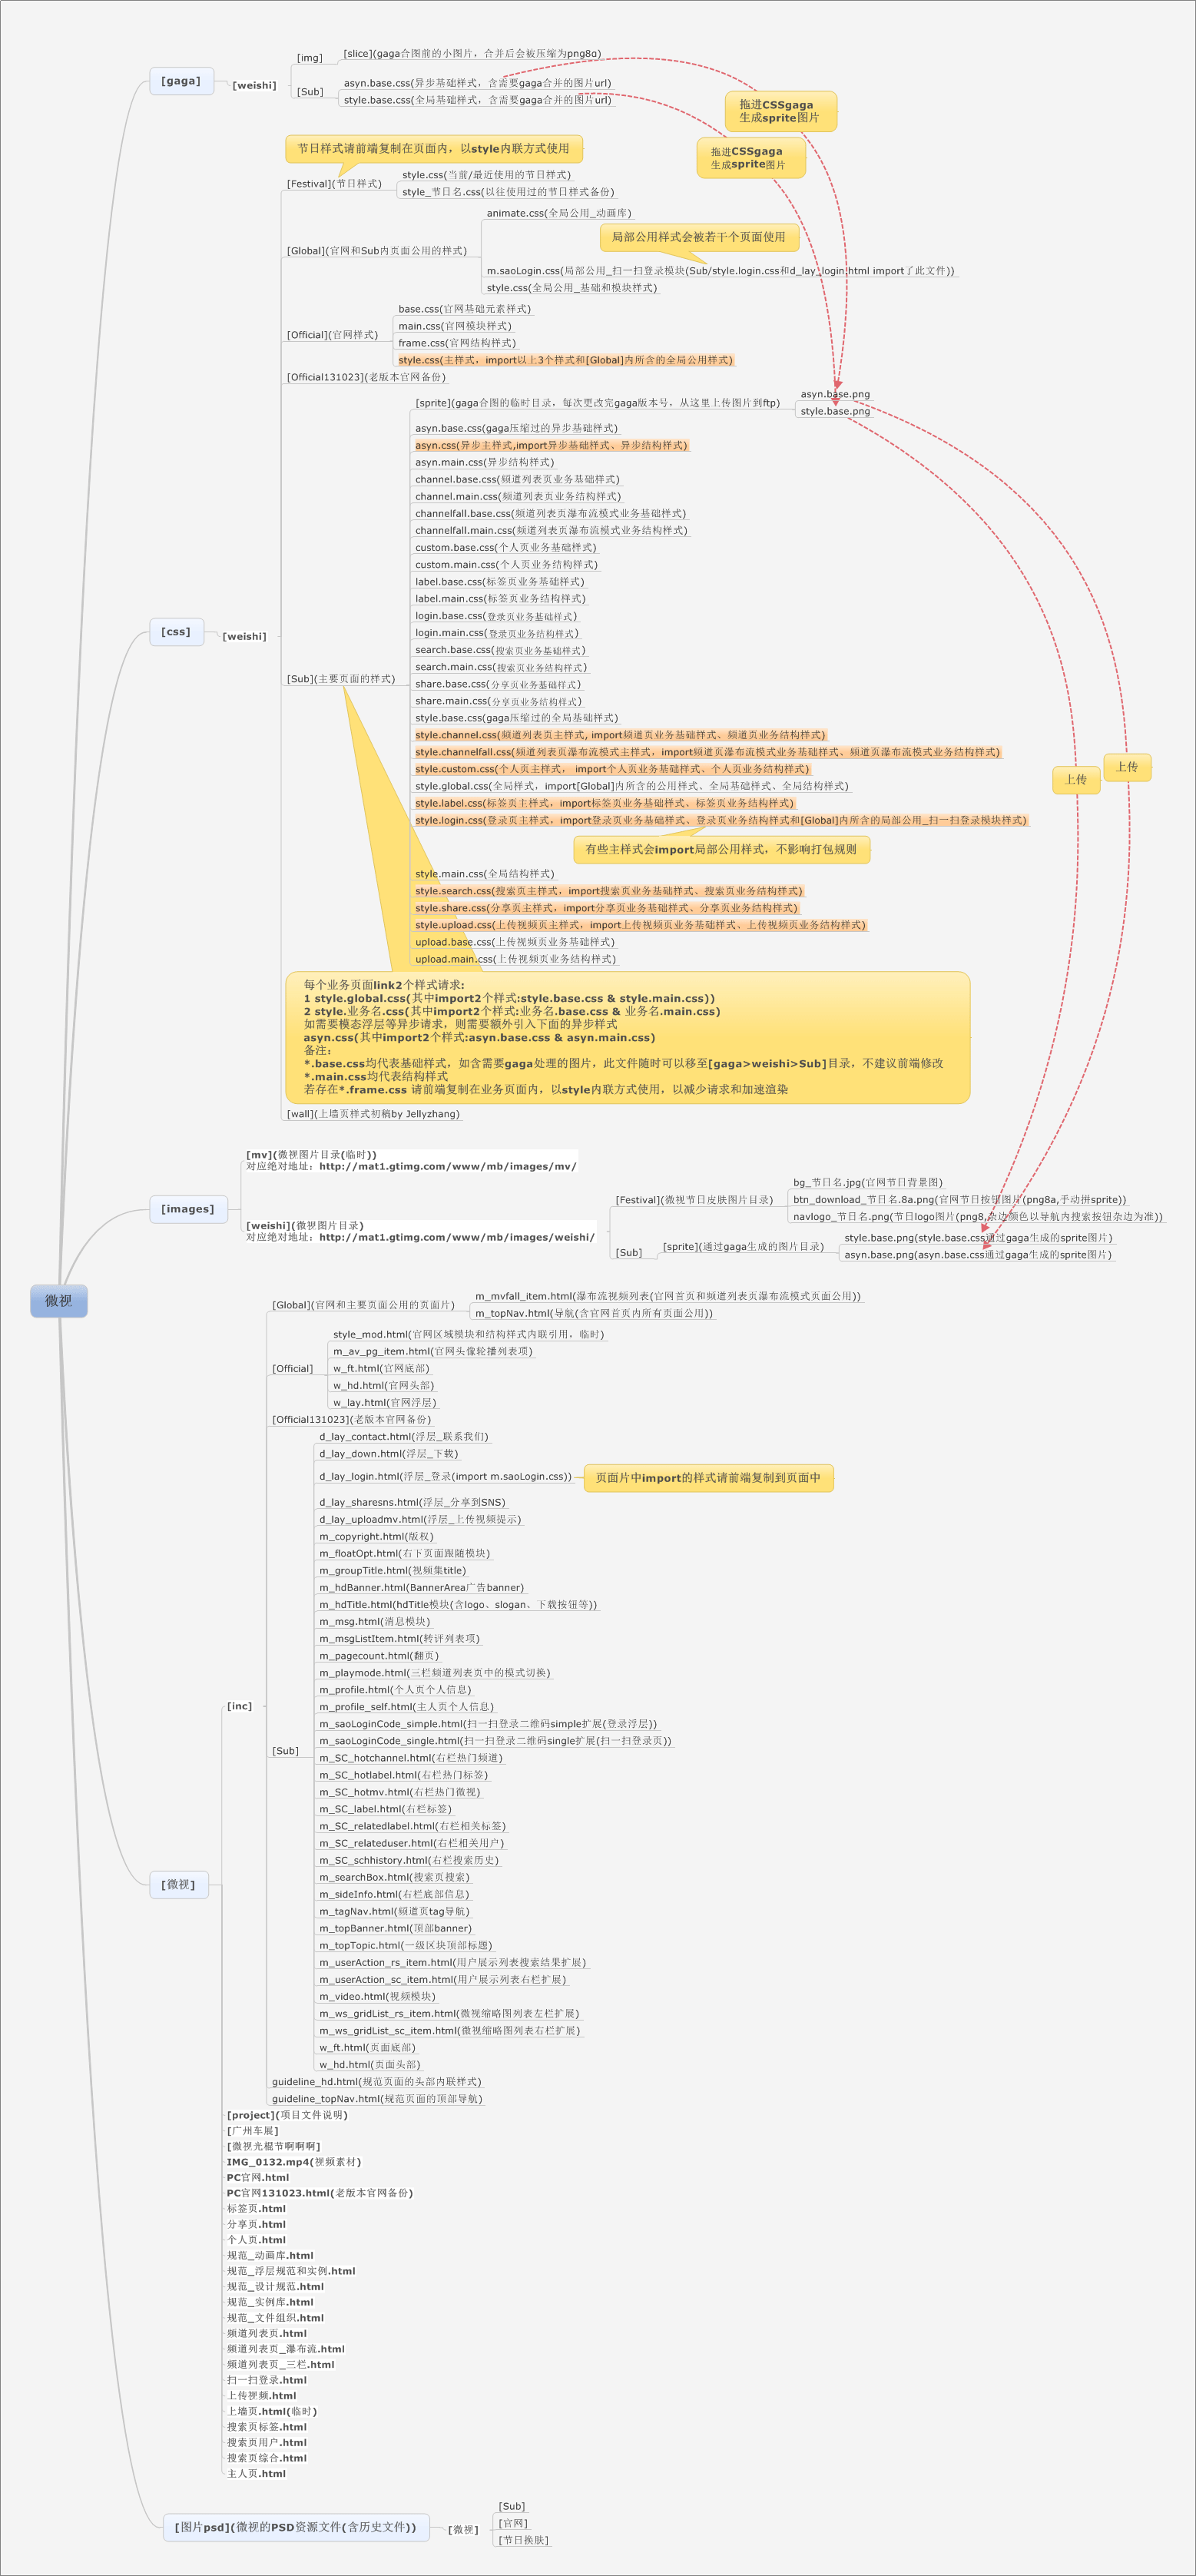 [gaga]
[weishi]
[img]
[slice](gaga合图前的小图片，合并后会被压缩为png8α)
[Sub]
asyn.base.css(异步基础样式，含需要gaga合并的图片url)
style.base.css(全局基础样式，含需要gaga合并的图片url)
拖进CSSgaga
生成sprite图片
拖进CSSgaga
生成sprite图片
节日样式请前端复制在页面内，以style内联方式使用
[Festival](节日样式)
style.css(当前/最近使用的节日样式)
style_节日名.css(以往使用过的节日样式备份)
[Global](官网和Sub内页面公用的样式)
animate.css(全局公用_动画库)
局部公用样式会被若干个页面使用
m.saoLogin.css(局部公用_扫一扫登录模块(Sub/style.login.css和d_lay_login.html import了此文件))
style.css(全局公用_基础和模块样式)
[Official](官网样式)
base.css(官网基础元素样式)
main.css(官网模块样式)
frame.css(官网结构样式)
style.css(主样式，import以上3个样式和[Global]内所含的全局公用样式)
[Official131023](老版本官网备份)
[css]
[weishi]
[Sub](主要页面的样式)
[sprite](gaga合图的临时目录，每次更改完gaga版本号，从这里上传图片到ftp)
asyn.base.png
style.base.png
asyn.base.css(gaga压缩过的异步基础样式)
asyn.css(异步主样式,import异步基础样式、异步结构样式)
asyn.main.css(异步结构样式)
channel.base.css(频道列表页业务基础样式)
channel.main.css(频道列表页业务结构样式)
channelfall.base.css(频道列表页瀑布流模式业务基础样式)
channelfall.main.css(频道列表页瀑布流模式业务结构样式)
custom.base.css(个人页业务基础样式)
custom.main.css(个人页业务结构样式)
label.base.css(标签页业务基础样式)
label.main.css(标签页业务结构样式)
login.base.css(登录页业务基础样式)
login.main.css(登录页业务结构样式)
search.base.css(搜索页业务基础样式)
search.main.css(搜索页业务结构样式)
share.base.css(分享页业务基础样式)
share.main.css(分享页业务结构样式)
style.base.css(gaga压缩过的全局基础样式)
style.channel.css(频道列表页主样式, import频道页业务基础样式、频道页业务结构样式)
style.channelfall.css(频道列表页瀑布流模式主样式，import频道页瀑布流模式业务基础样式、频道页瀑布流模式业务结构样式)
style.custom.css(个人页主样式， import个人页业务基础样式、个人页业务结构样式)
style.global.css(全局样式，import[Global]内所含的公用样式、全局基础样式、全局结构样式)
style.label.css(标签页主样式，import标签页业务基础样式、标签页业务结构样式)
style.login.css(登录页主样式，import登录页业务基础样式、登录页业务结构样式和[Global]内所含的局部公用_扫一扫登录模块样式)
有些主样式会import局部公用样式，不影响打包规则
style.main.css(全局结构样式)
style.search.css(搜索页主样式，import搜索页业务基础样式、搜索页业务结构样式)
style.share.css(分享页主样式，import分享页业务基础样式、分享页业务结构样式)
style.upload.css(上传视频页主样式，import上传视频页业务基础样式、上传视频页业务结构样式)
upload.base.css(上传视频页业务基础样式)
upload.main.css(上传视频页业务结构样式)
上传
上传
每个业务页面link2个样式请求:
1 style.global.css(其中import2个样式:style.base.css & style.main.css))
2 style.业务名.css(其中import2个样式:业务名.base.css & 业务名.main.css)
如需要模态浮层等异步请求，则需要额外引入下面的异步样式
asyn.css(其中import2个样式:asyn.base.css & asyn.main.css)
备注:
*.base.css均代表基础样式，如含需要gaga处理的图片，此文件随时可以移至[gaga>weishi>Sub]目录，不建议前端修改
*.main.css均代表结构样式
若存在*.frame.css 请前端复制在业务页面内，以style内联方式使用，以减少请求和加速渲染
[wall](上墙页样式初稿by Jellyzhang)
[images]
[mv](微视图片目录(临时))
对应绝对地址：http://mat1.gtimg.com/www/mb/images/mv/
[weishi](微视图片目录)
对应绝对地址：http://mat1.gtimg.com/www/mb/images/weishi/
[Festival](微视节日皮肤图片目录)
bg_节日名.jpg(官网节日背景图)
btn_download_节日名.8a.png(官网节日按钮图片(png8a,手动拼sprite))
navlogo_节日名.png(节日logo图片(png8,杂边颜色以导航内搜索按钮杂边为准))
[Sub]
[sprite](通过gaga生成的图片目录)
style.base.png(style.base.css通过gaga生成的sprite图片)
asyn.base.png(asyn.base.css通过gaga生成的sprite图片)
微视
[微视]
[inc]
[Global](官网和主要页面公用的页面片)
m_mvfall_item.html(瀑布流视频列表(官网首页和频道列表页瀑布流模式页面公用))
m_topNav.html(导航(含官网首页内所有页面公用))
[Official]
style_mod.html(官网区域模块和结构样式内联引用，临时)
m_av_pg_item.html(官网头像轮播列表项)
w_ft.html(官网底部)
w_hd.html(官网头部)
w_lay.html(官网浮层)
[Official131023](老版本官网备份)
[Sub]
d_lay_contact.html(浮层_联系我们)
d_lay_down.html(浮层_下载)
d_lay_login.html(浮层_登录(import m.saoLogin.css))
页面片中import的样式请前端复制到页面中
d_lay_sharesns.html(浮层_分享到SNS)
d_lay_uploadmv.html(浮层_上传视频提示)
m_copyright.html(版权)
m_floatOpt.html(右下页面跟随模块)
m_groupTitle.html(视频集title)
m_hdBanner.html(BannerArea广告banner)
m_hdTitle.html(hdTitle模块(含logo、slogan、下载按钮等))
m_msg.html(消息模块)
m_msgListItem.html(转评列表项)
m_pagecount.html(翻页)
m_playmode.html(三栏频道列表页中的模式切换)
m_profile.html(个人页个人信息)
m_profile_self.html(主人页个人信息)
m_saoLoginCode_simple.html(扫一扫登录二维码simple扩展(登录浮层))
m_saoLoginCode_single.html(扫一扫登录二维码single扩展(扫一扫登录页))
m_SC_hotchannel.html(右栏热门频道)
m_SC_hotlabel.html(右栏热门标签)
m_SC_hotmv.html(右栏热门微视)
m_SC_label.html(右栏标签)
m_SC_relatedlabel.html(右栏相关标签)
m_SC_relateduser.html(右栏相关用户)
m_SC_schhistory.html(右栏搜索历史)
m_searchBox.html(搜索页搜索)
m_sideInfo.html(右栏底部信息)
m_tagNav.html(频道页tag导航)
m_topBanner.html(顶部banner)
m_topTopic.html(一级区块顶部标题)
m_userAction_rs_item.html(用户展示列表搜索结果扩展)
m_userAction_sc_item.html(用户展示列表右栏扩展)
m_video.html(视频模块)
m_ws_gridList_rs_item.html(微视缩略图列表左栏扩展)
m_ws_gridList_sc_item.html(微视缩略图列表右栏扩展)
w_ft.html(页面底部)
w_hd.html(页面头部)
guideline_hd.html(规范页面的头部内联样式)
guideline_topNav.html(规范页面的顶部导航)
[project](项目文件说明)
[广州车展]
[微视光棍节啊啊啊]
IMG_0132.mp4(视频素材)
PC官网.html
PC官网131023.html(老版本官网备份)
标签页.html
分享页.html
个人页.html
规范_动画库.html
规范_浮层规范和实例.html
规范_设计规范.html
规范_实例库.html
规范_文件组织.html
频道列表页.html
频道列表页_瀑布流.html
频道列表页_三栏.html
扫一扫登录.html
上传视频.html
上墙页.html(临时)
搜索页标签.html
搜索页用户.html
搜索页综合.html
主人页.html
[图片psd](微视的PSD资源文件(含历史文件))
[微视]
[Sub]
[官网]
[节日换肤]